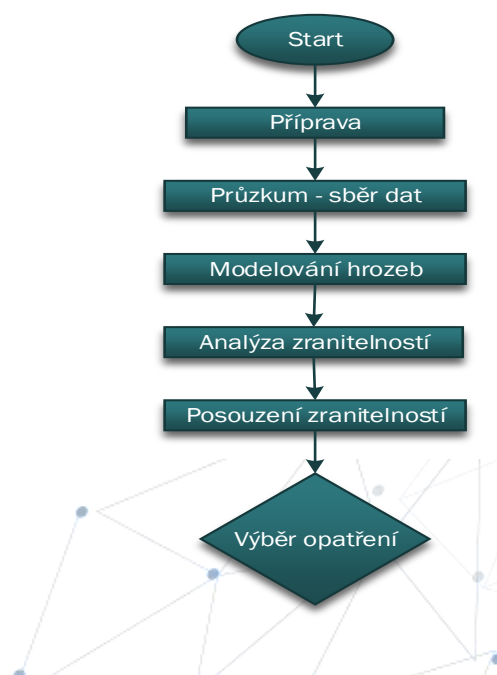 Start
Příprava
Průzkum - sběr dat
Modelování hrozeb
Analýza zranitelností
Posouzení zranitelností
Výběr opatření